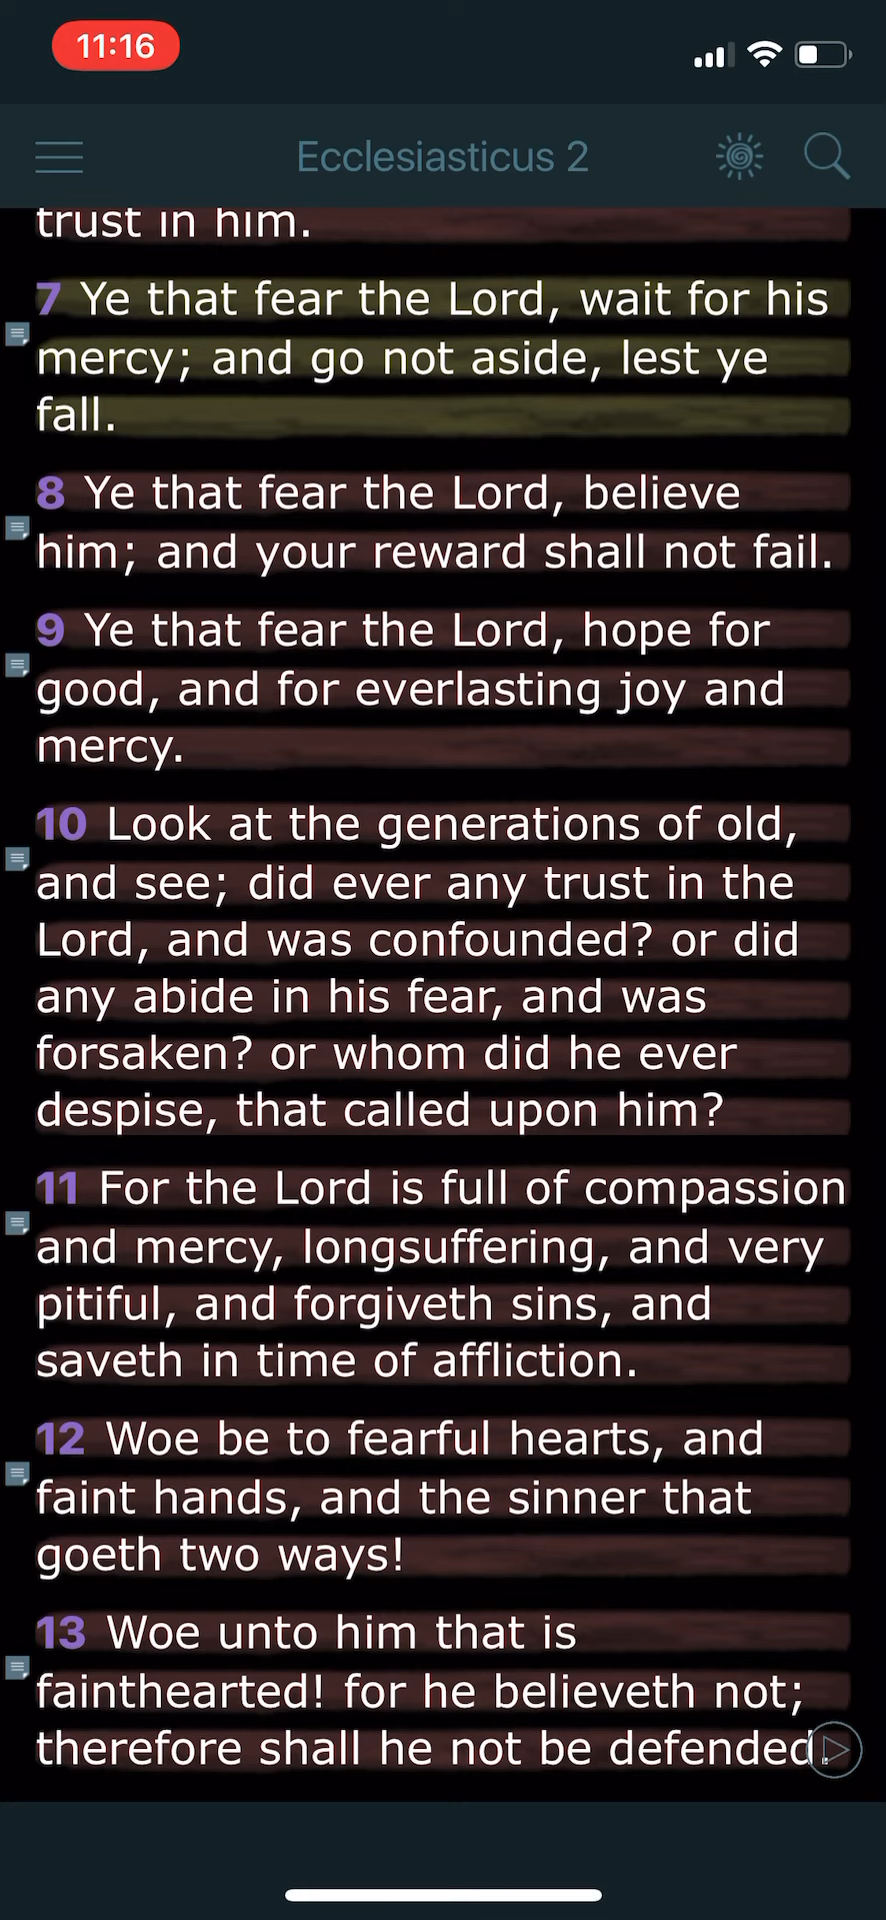 11:16
Ecclesiasticus 2
trust in him.
7 Ye that fear the Lord, wait for his
mercy; and go not aside, lest ye
fall.
8 Ye that fear the Lord, believe
him; and your reward shall not fail.
9 Ye that fear the Lord, hope for
good, and for everlasting joy and
mercy.
10 Look at the generations of old,
and see; did ever any trust in the
Lord, and was confounded? or did
any abide in his fear, and was
forsaken? or whom did he ever
despise, that called upon him?
11 For the Lord is full of compassion
and mercy, longsuffering, and very
pitiful, and forgiveth sins, and
saveth in time of affliction.
12 Woe be to fearful hearts, and
faint hands, and the sinner that
goeth two ways!
13 Woe unto him that is
fainthearted! for he believeth not;
therefore shall he not be defended.